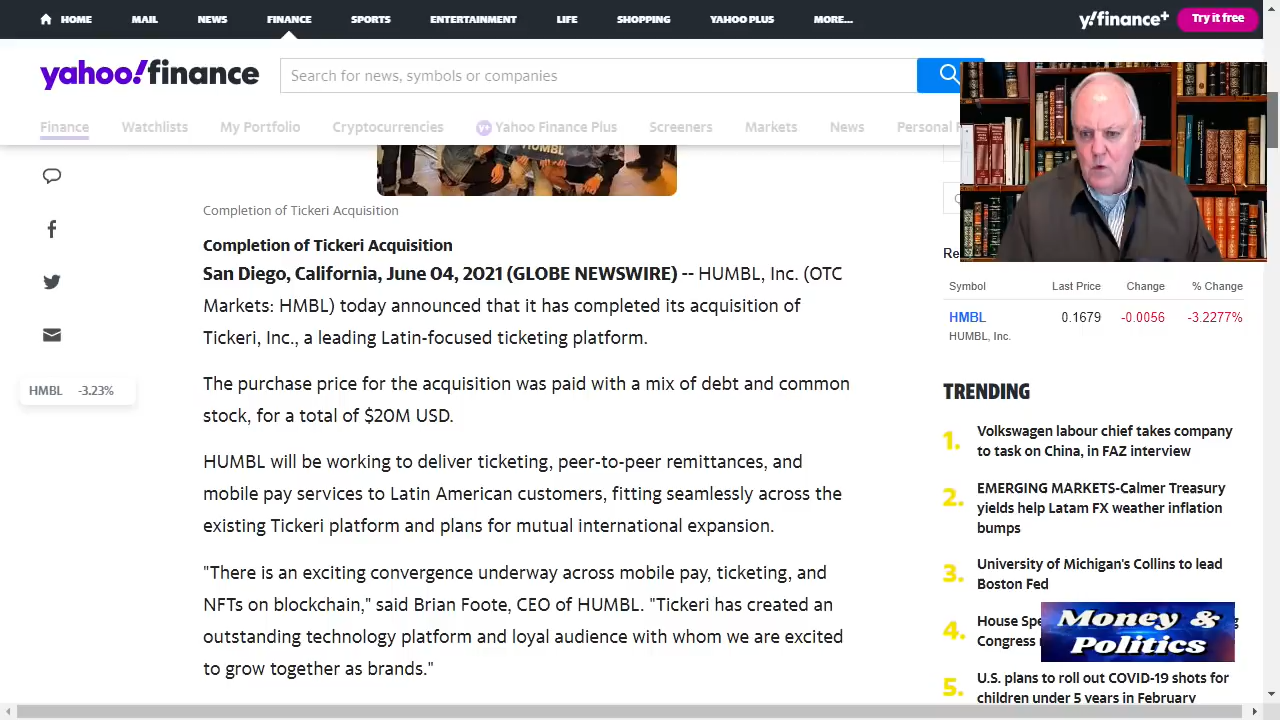 HOME MAIL NEWS FINANCE SPORTS ENTERTAINMENT LIFE SHOPPING YAHOO PLUS MORE...
y!finance+ Try it free
yahoo!finance
Search for news, symbols or companies
Finance Watchlists My Portfolio Cryptocurrencies Yahoo Finance Plus Screeners Markets News Personal
HUMBL
Completion of Tickeri Acquisition
Completion of Tickeri Acquisition
San Diego, California, June 04, 2021 (GLOBE NEWSWIRE) -- HUMBL, Inc. (OTC
Markets: HMBL) today announced that it has completed its acquisition of
Tickeri, Inc., a leading Latin-focused ticketing platform.
The purchase price for the acquisition was paid with a mix of debt and common
stock, for a total of $20M USD.
HUMBL will be working to deliver ticketing, peer-to-peer remittances, and
mobile pay services to Latin American customers, fitting seamlessly across the
existing Tickeri platform and plans for mutual international expansion.
"There is an exciting convergence underway across mobile pay, ticketing, and
NFTs on blockchain," said Brian Foote, CEO of HUMBL. "Tickeri has created an
outstanding technology platform and loyal audience with whom we are excited
to grow together as brands."
HMBL -3.23%
Symbol Last Price Change % Change
HMBL 0.1679 -0.0056 -3.2277%
HUMBL, Inc.
TRENDING
1. Volkswagen labour chief takes company
to task on China, in FAZ interview
2. EMERGING MARKETS-Calmer Treasury
yields help Latam FX weather inflation
bumps
3. University of Michigan's Collins to lead
Boston Fed
4. House
Congress
5. U.S. plans to roll out COVID-19 shots for
children under 5 years in February
Money &
Politics